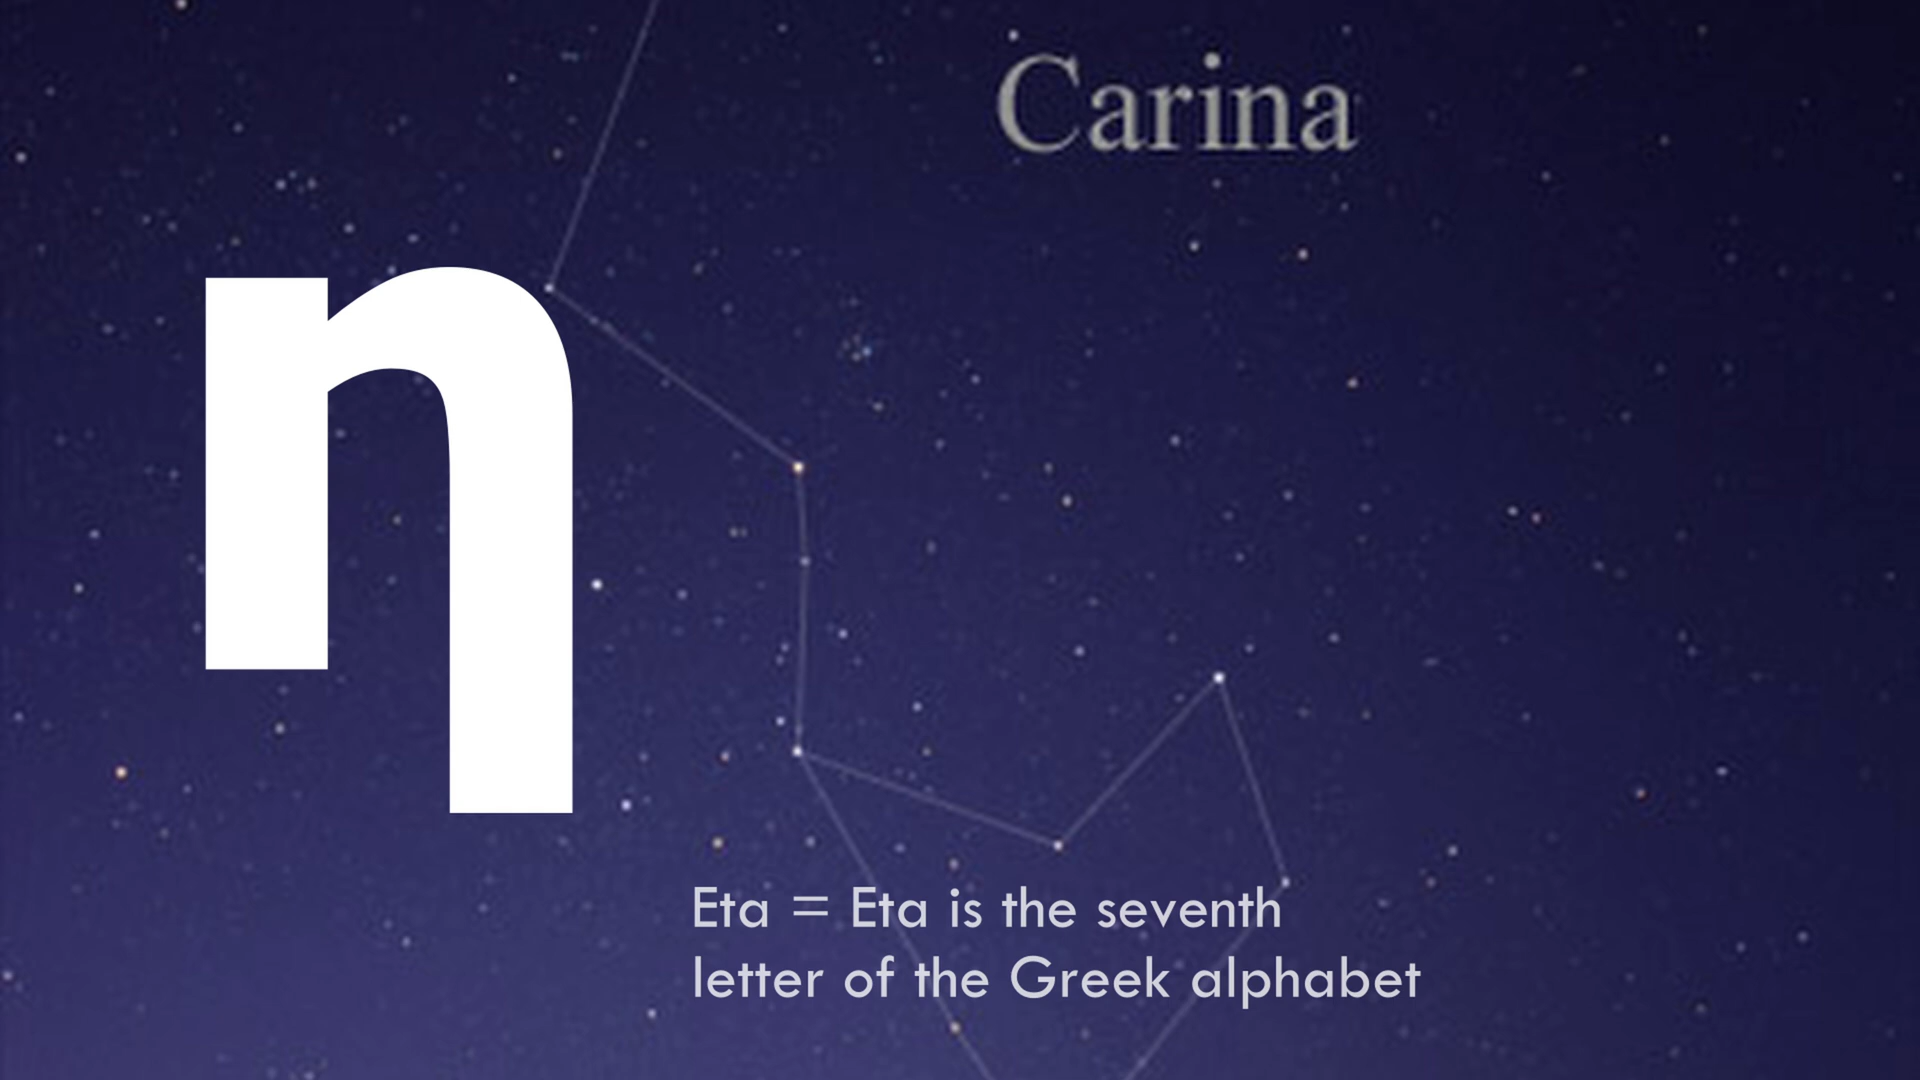 Carina
η
Eta = Eta is the seventh
letter of the Greek alphabet